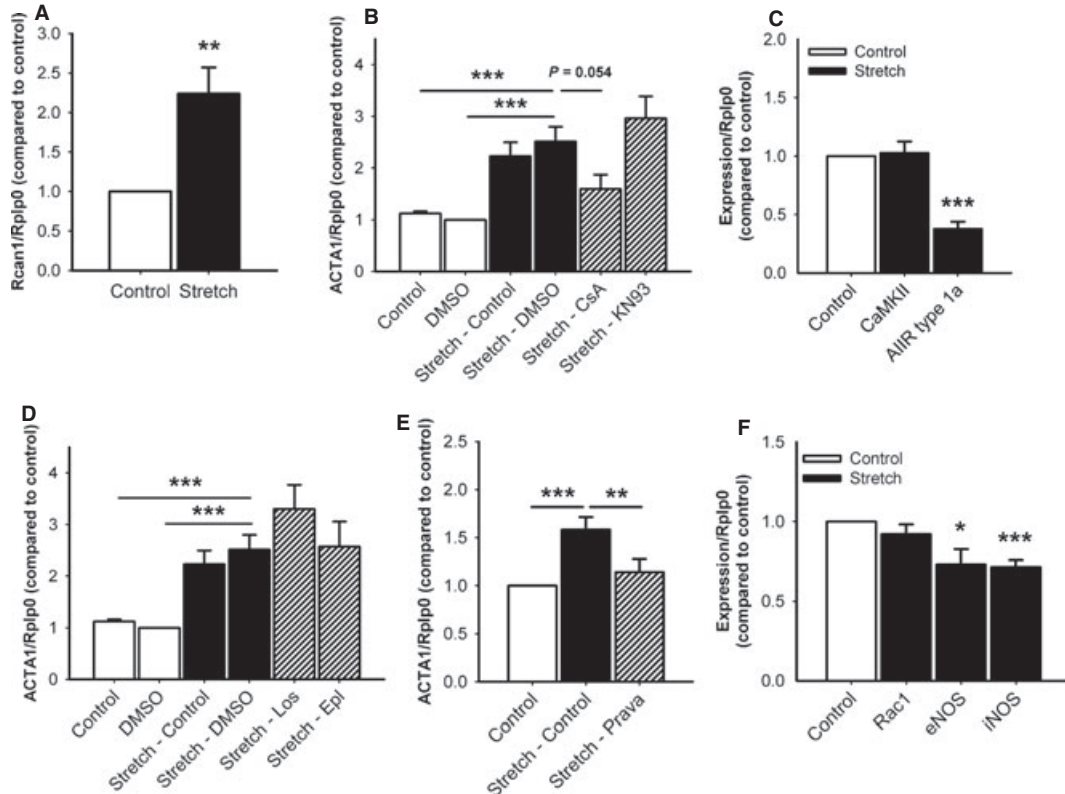 A
Rcan1/Rplp0 (compared to control)
3.0
2.5
2.0
1.5
1.0
0.5
0.0
**
Control Stretch
B
ACTA1/Rplp0 (compared to control)
4
3
2
1
0
***
***
P = 0.054
Control
DMSO
Stretch - Control
Stretch - DMSO
Stretch - CsA
Stretch - KN93
C
Expression/Rplp0
(compared to control)
2.0
1.5
1.0
0.5
0.0
Control
Stretch
***
Control
CaMKII
AIIR type 1a
D
ACTA1/Rplp0 (compared to control)
4
3
2
1
0
***
***
Control
DMSO
Stretch - Control
Stretch - DMSO
Stretch - Los
Stretch - Epl
E
ACTA1/Rplp0 (compared to control)
2.5
2.0
1.5
1.0
0.5
0.0
***
**
Control
Stretch - Control
Stretch - Prava
F
Expression/Rplp0
(compared to control)
1.5
1.0
0.5
0.0
Control
Stretch
*
***
Control
Rac1
eNOS
iNOS